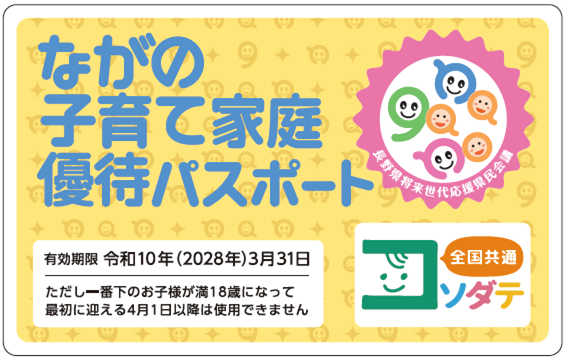 ながの
子育て家庭
優待パスポート
長野県将来世代応援県民会議
有効期限 令和10年(2028年)3月31日
ただし一番下のお子様が満18歳になって
最初に迎える4月1日以降は使用できません
全国共通
コソダテ